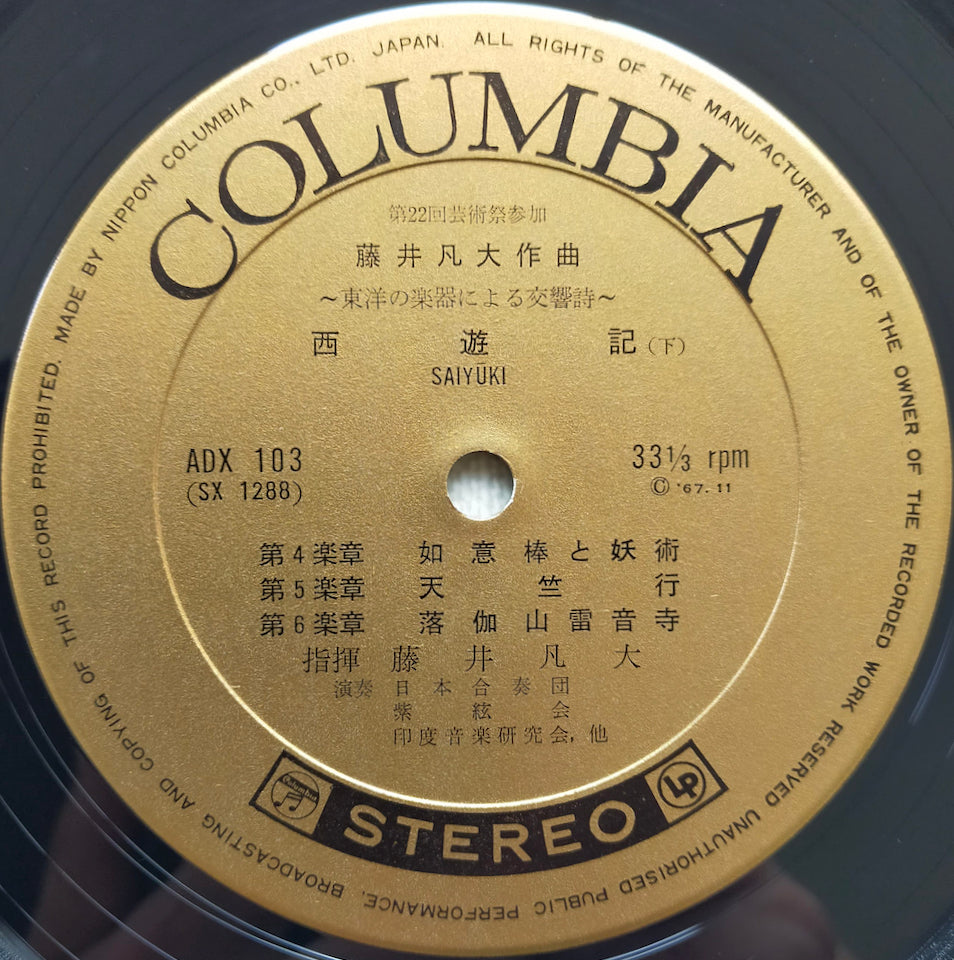 MADE BY NIPPON COLUMBIA CO., LTD. JAPAN. ALL RIGHTS OF THE MANUFACTURER AND OF THE OWNER OF THE RECORDED WORK RESERVED UNAUTHORISED PUBLIC PERFORMANCE. BROADCASTING AND COPYING OF THIS RECORD PROHIBITED.
COLUMBIA
第22回芸術祭参加
藤井凡大作曲
〜東洋の楽器による交響詩〜
西遊記(下)
SAIYŪKI
ADX 103
(SX 1288)
33 1/3 rpm
© '67.11
第4楽章 如意棒と妖術
第5楽章 天竺行
第6楽章 落伽山雷音寺
指揮 藤井凡大
演奏 日本合奏団
紫絃会
印度音楽研究会, 他
Columbia
STEREO
LP